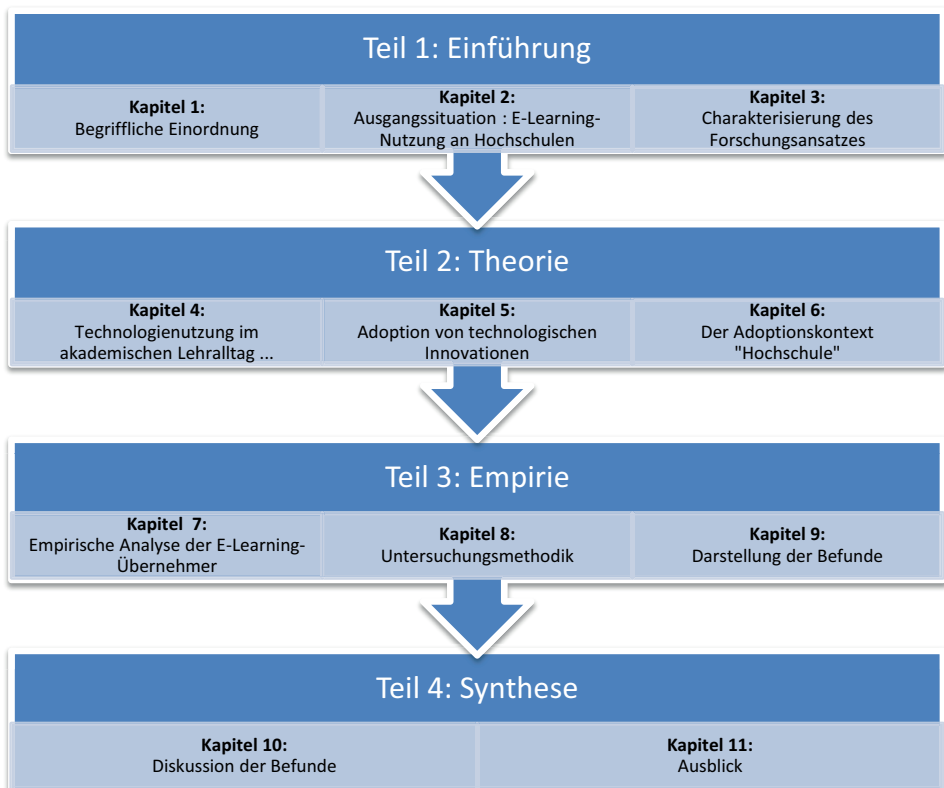 Teil 1: Einführung
Kapitel 1:
Begriffliche Einordnung
Kapitel 2:
Ausgangssituation : E-Learning-
Nutzung an Hochschulen
Kapitel 3:
Charakterisierung des
Forschungsansatzes
Teil 2: Theorie
Kapitel 4:
Technologienutzung im
akademischen Lehralltag ...
Kapitel 5:
Adoption von technologischen
Innovationen
Kapitel 6:
Der Adoptionskontext
"Hochschule"
Teil 3: Empirie
Kapitel 7:
Empirische Analyse der E-Learning-
Übernehmer
Kapitel 8:
Untersuchungsmethodik
Kapitel 9:
Darstellung der Befunde
Teil 4: Synthese
Kapitel 10:
Diskussion der Befunde
Kapitel 11:
Ausblick